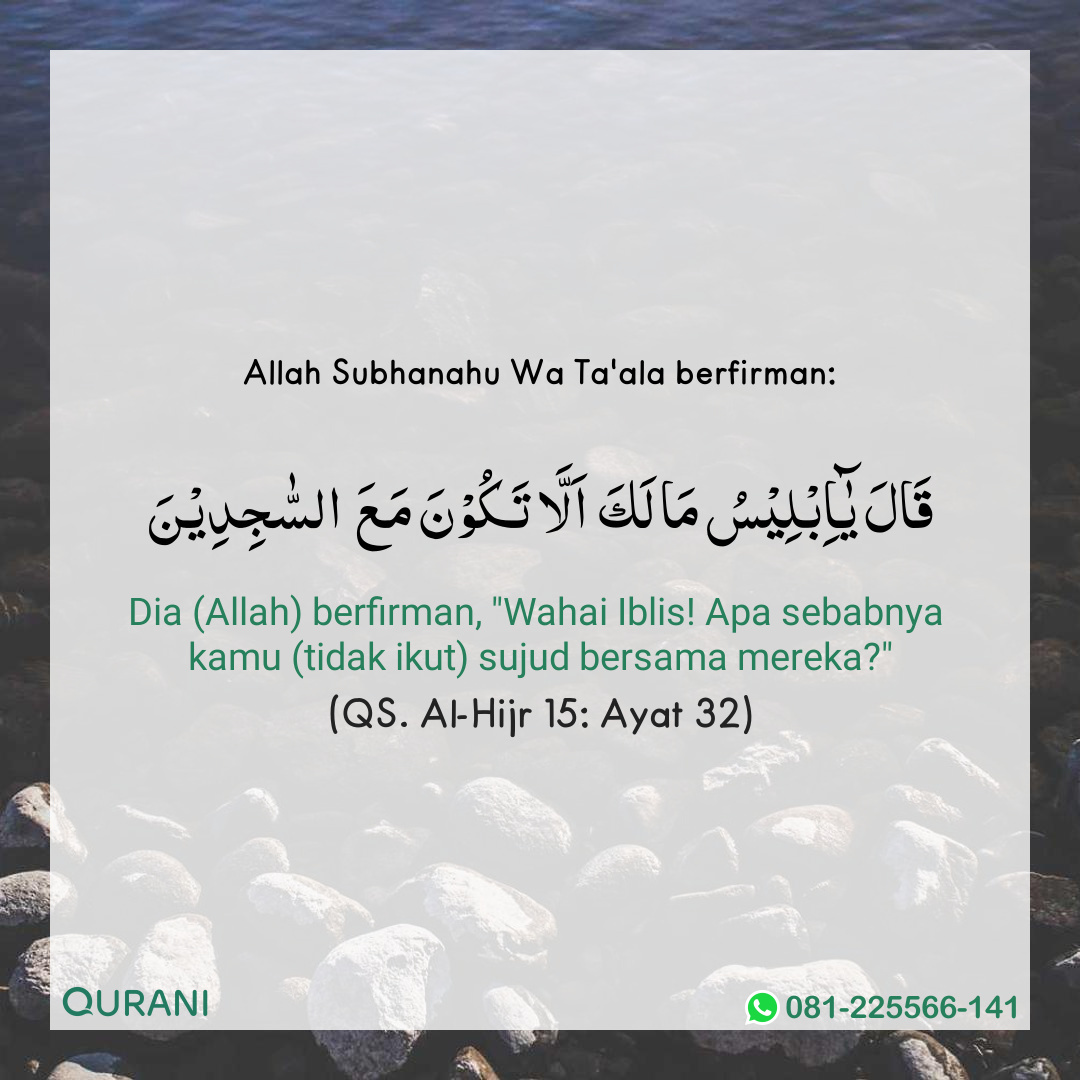 Allah Subhanahu Wa Ta'ala berfirman:
قَالَ يٰۤاِبْلِيْسُ مَا لَكَ اَلَّا تَكُوْنَ مَعَ السّٰجِدِيْنَ
Dia (Allah) berfirman, "Wahai Iblis! Apa sebabnya
kamu (tidak ikut) sujud bersama mereka?"
(QS. Al-Hijr 15: Ayat 32)
QURANI
081-225566-141